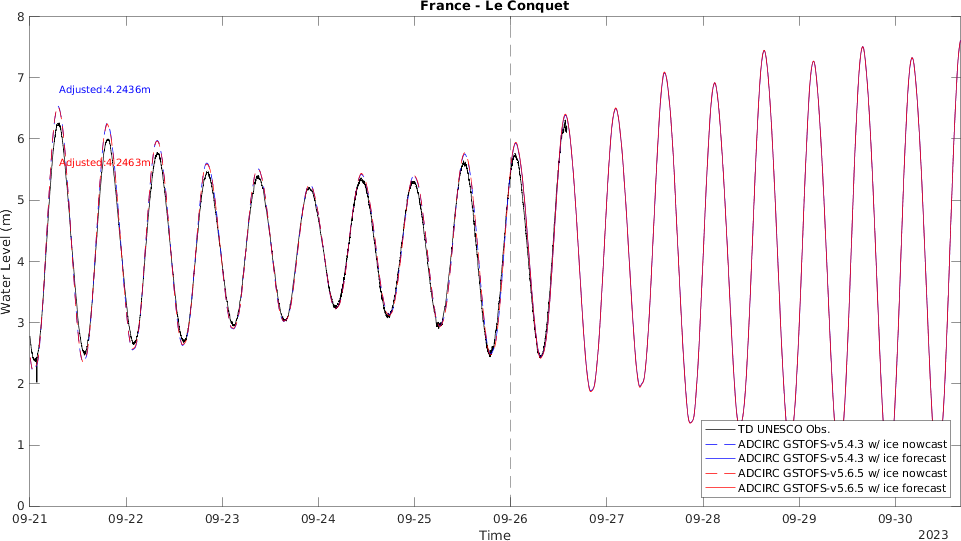 France - Le Conquet
8
7
6
5
4
3
2
1
0
Water Level (m)
Adjusted:4.2436m
Adjusted:4.2463m
TD UNESCO Obs.
ADCIRC GSTOFS-v5.4.3 w/ ice nowcast
ADCIRC GSTOFS-v5.4.3 w/ ice forecast
ADCIRC GSTOFS-v5.6.5 w/ ice nowcast
ADCIRC GSTOFS-v5.6.5 w/ ice forecast
09-21 09-22 09-23 09-24 09-25 09-26 09-27 09-28 09-29 09-30
Time
2023